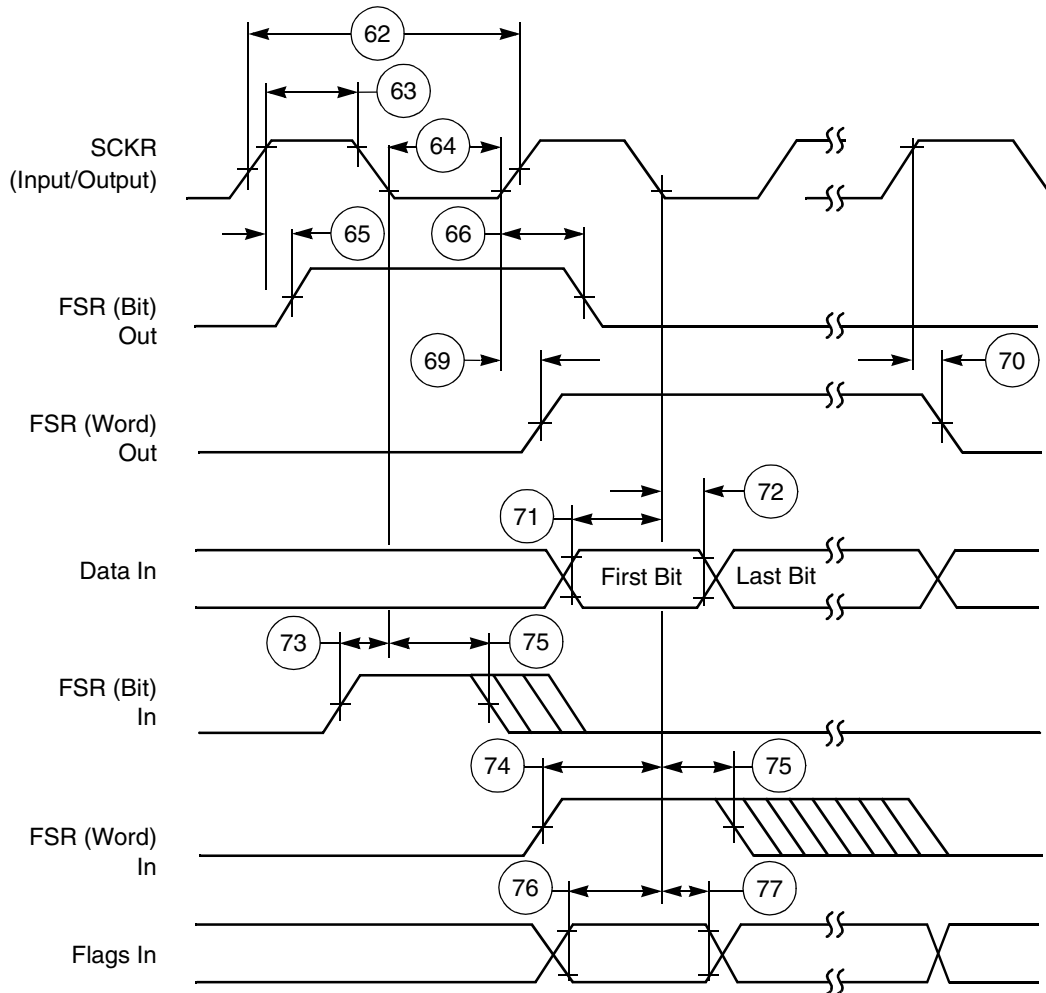 62
63
SCKR
(Input/Output)
64
65
66
FSR (Bit)
Out
69
70
FSR (Word)
Out
71
72
Data In
First Bit
Last Bit
73
75
FSR (Bit)
In
74
75
FSR (Word)
In
76
77
Flags In